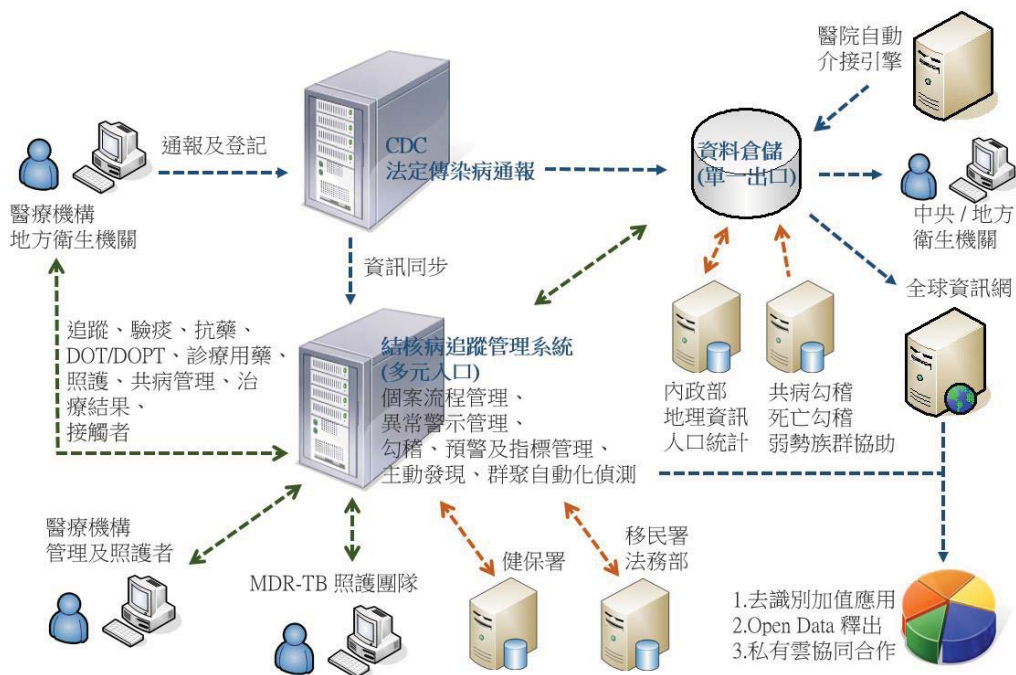 醫院自動
介接引擎
通報及登記
CDC
法定傳染病通報
資料倉儲
(單一出口)
醫療機構
地方衛生機關
中央 / 地方
衛生機關
資訊同步
全球資訊網
追蹤、驗痰、抗藥、
DOT/DOPT、診療用藥、
照護、共病管理、治
療結果、
接觸者
結核病追蹤管理系統
(多元入口)
個案流程管理、
異常警示管理、
勾稽、預警及指標管理、
主動發現、群聚自動化偵測
內政部
地理資訊
人口統計
共病勾稽
死亡勾稽
弱勢族群協助
醫療機構
管理及照護者
MDR-TB 照護團隊
健保署
移民署
法務部
1.去識別加值應用
2.Open Data 釋出
3.私有雲協同合作